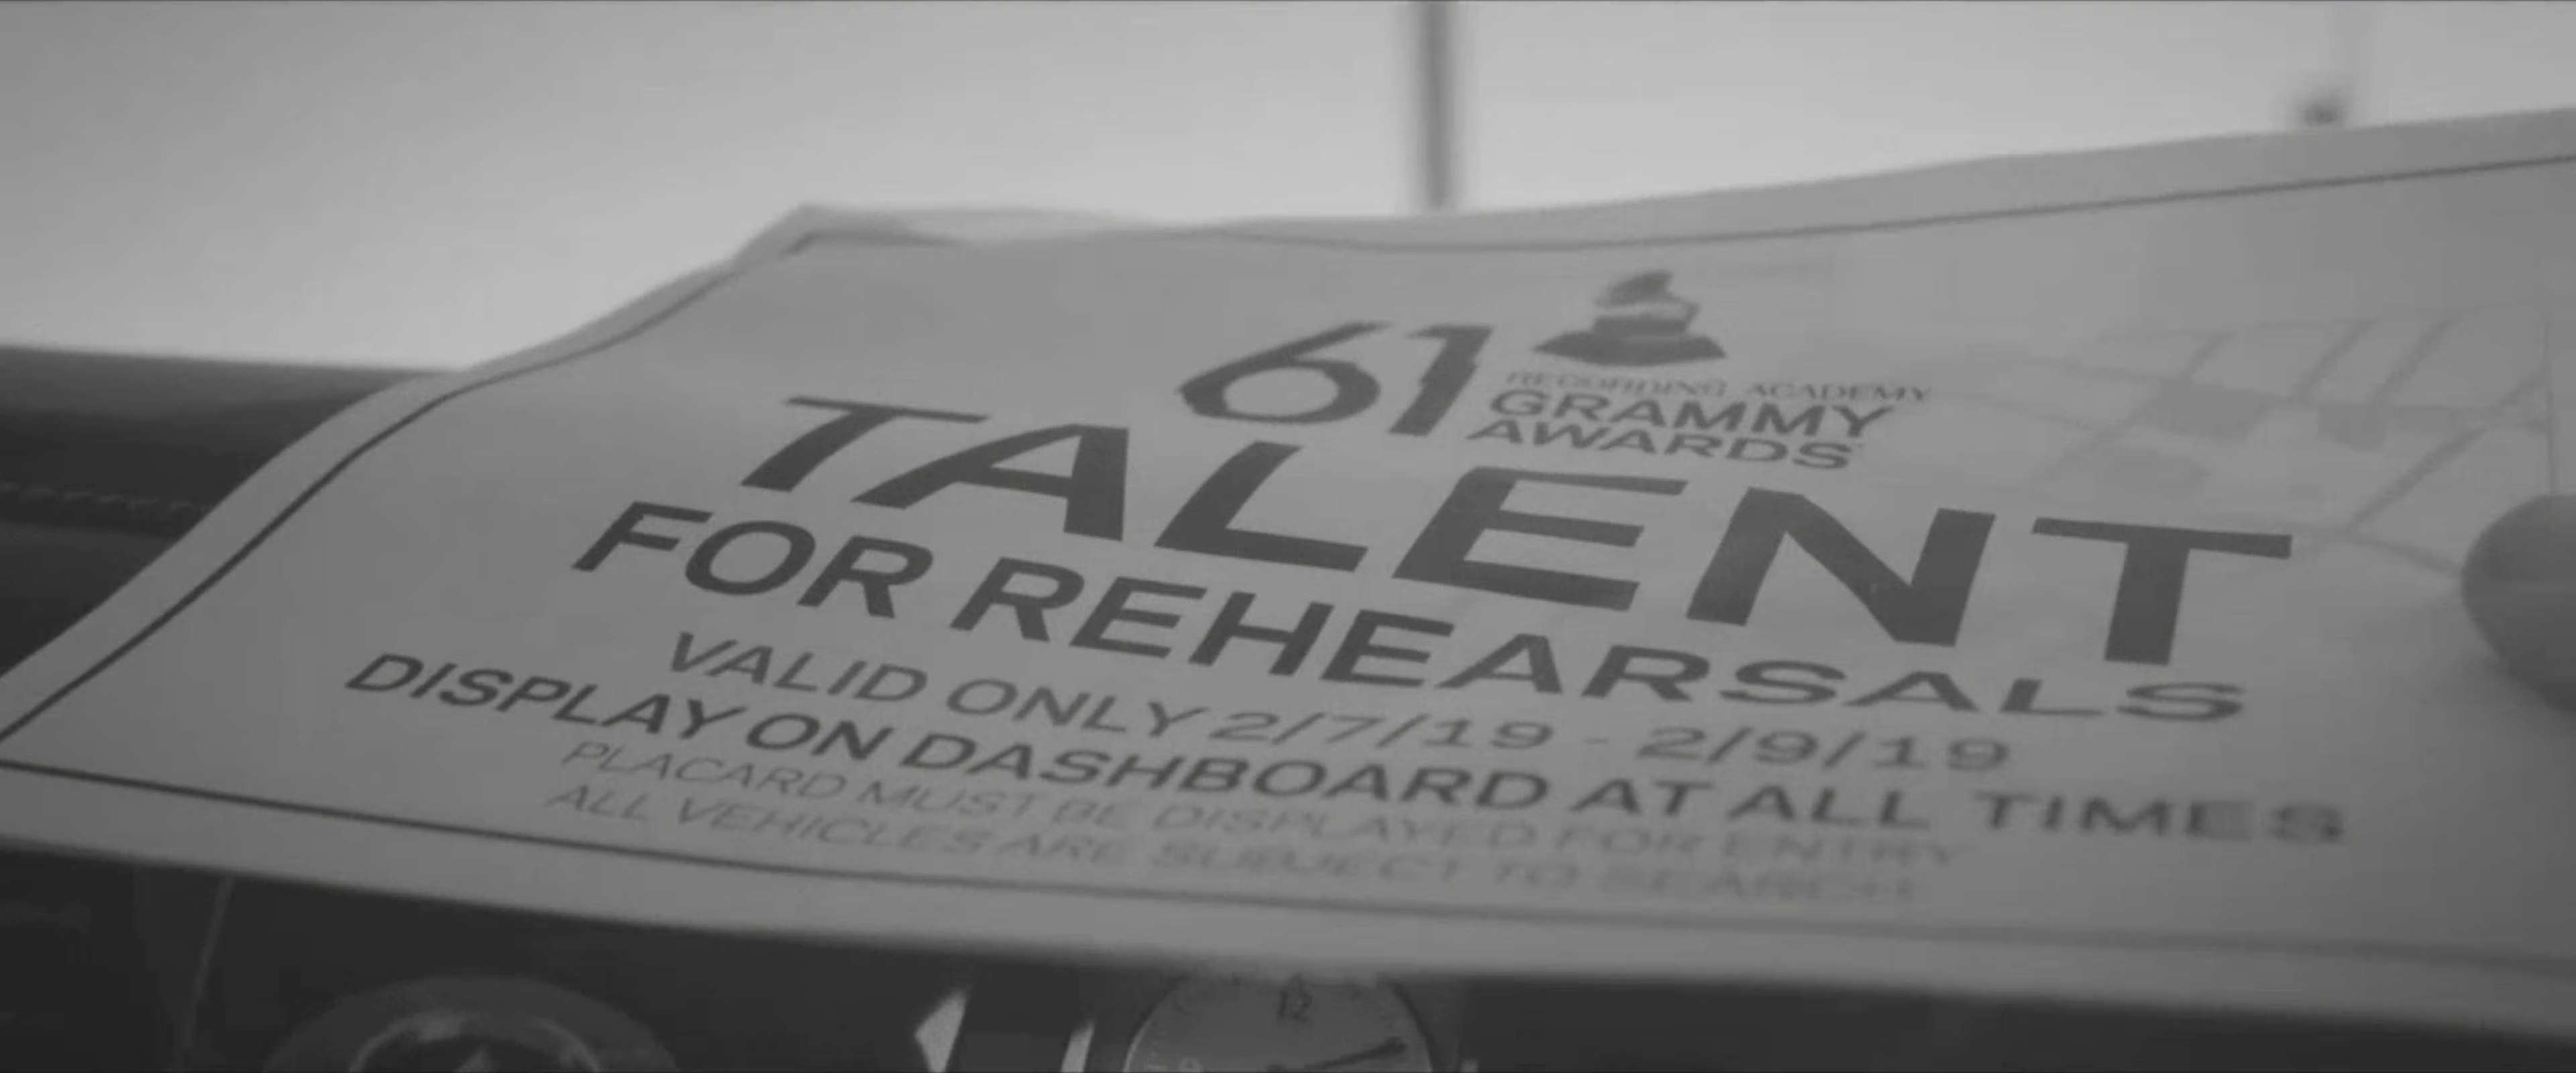 61
RECORDING ACADEMY
GRAMMY
AWARDS
TALENT
FOR REHEARSALS
VALID ONLY 2/7/19 - 2/9/19
DISPLAY ON DASHBOARD AT ALL TIMES
PLACARD MUST BE DISPLAYED FOR ENTRY
ALL VEHICLES ARE SUBJECT TO SEARCH
12